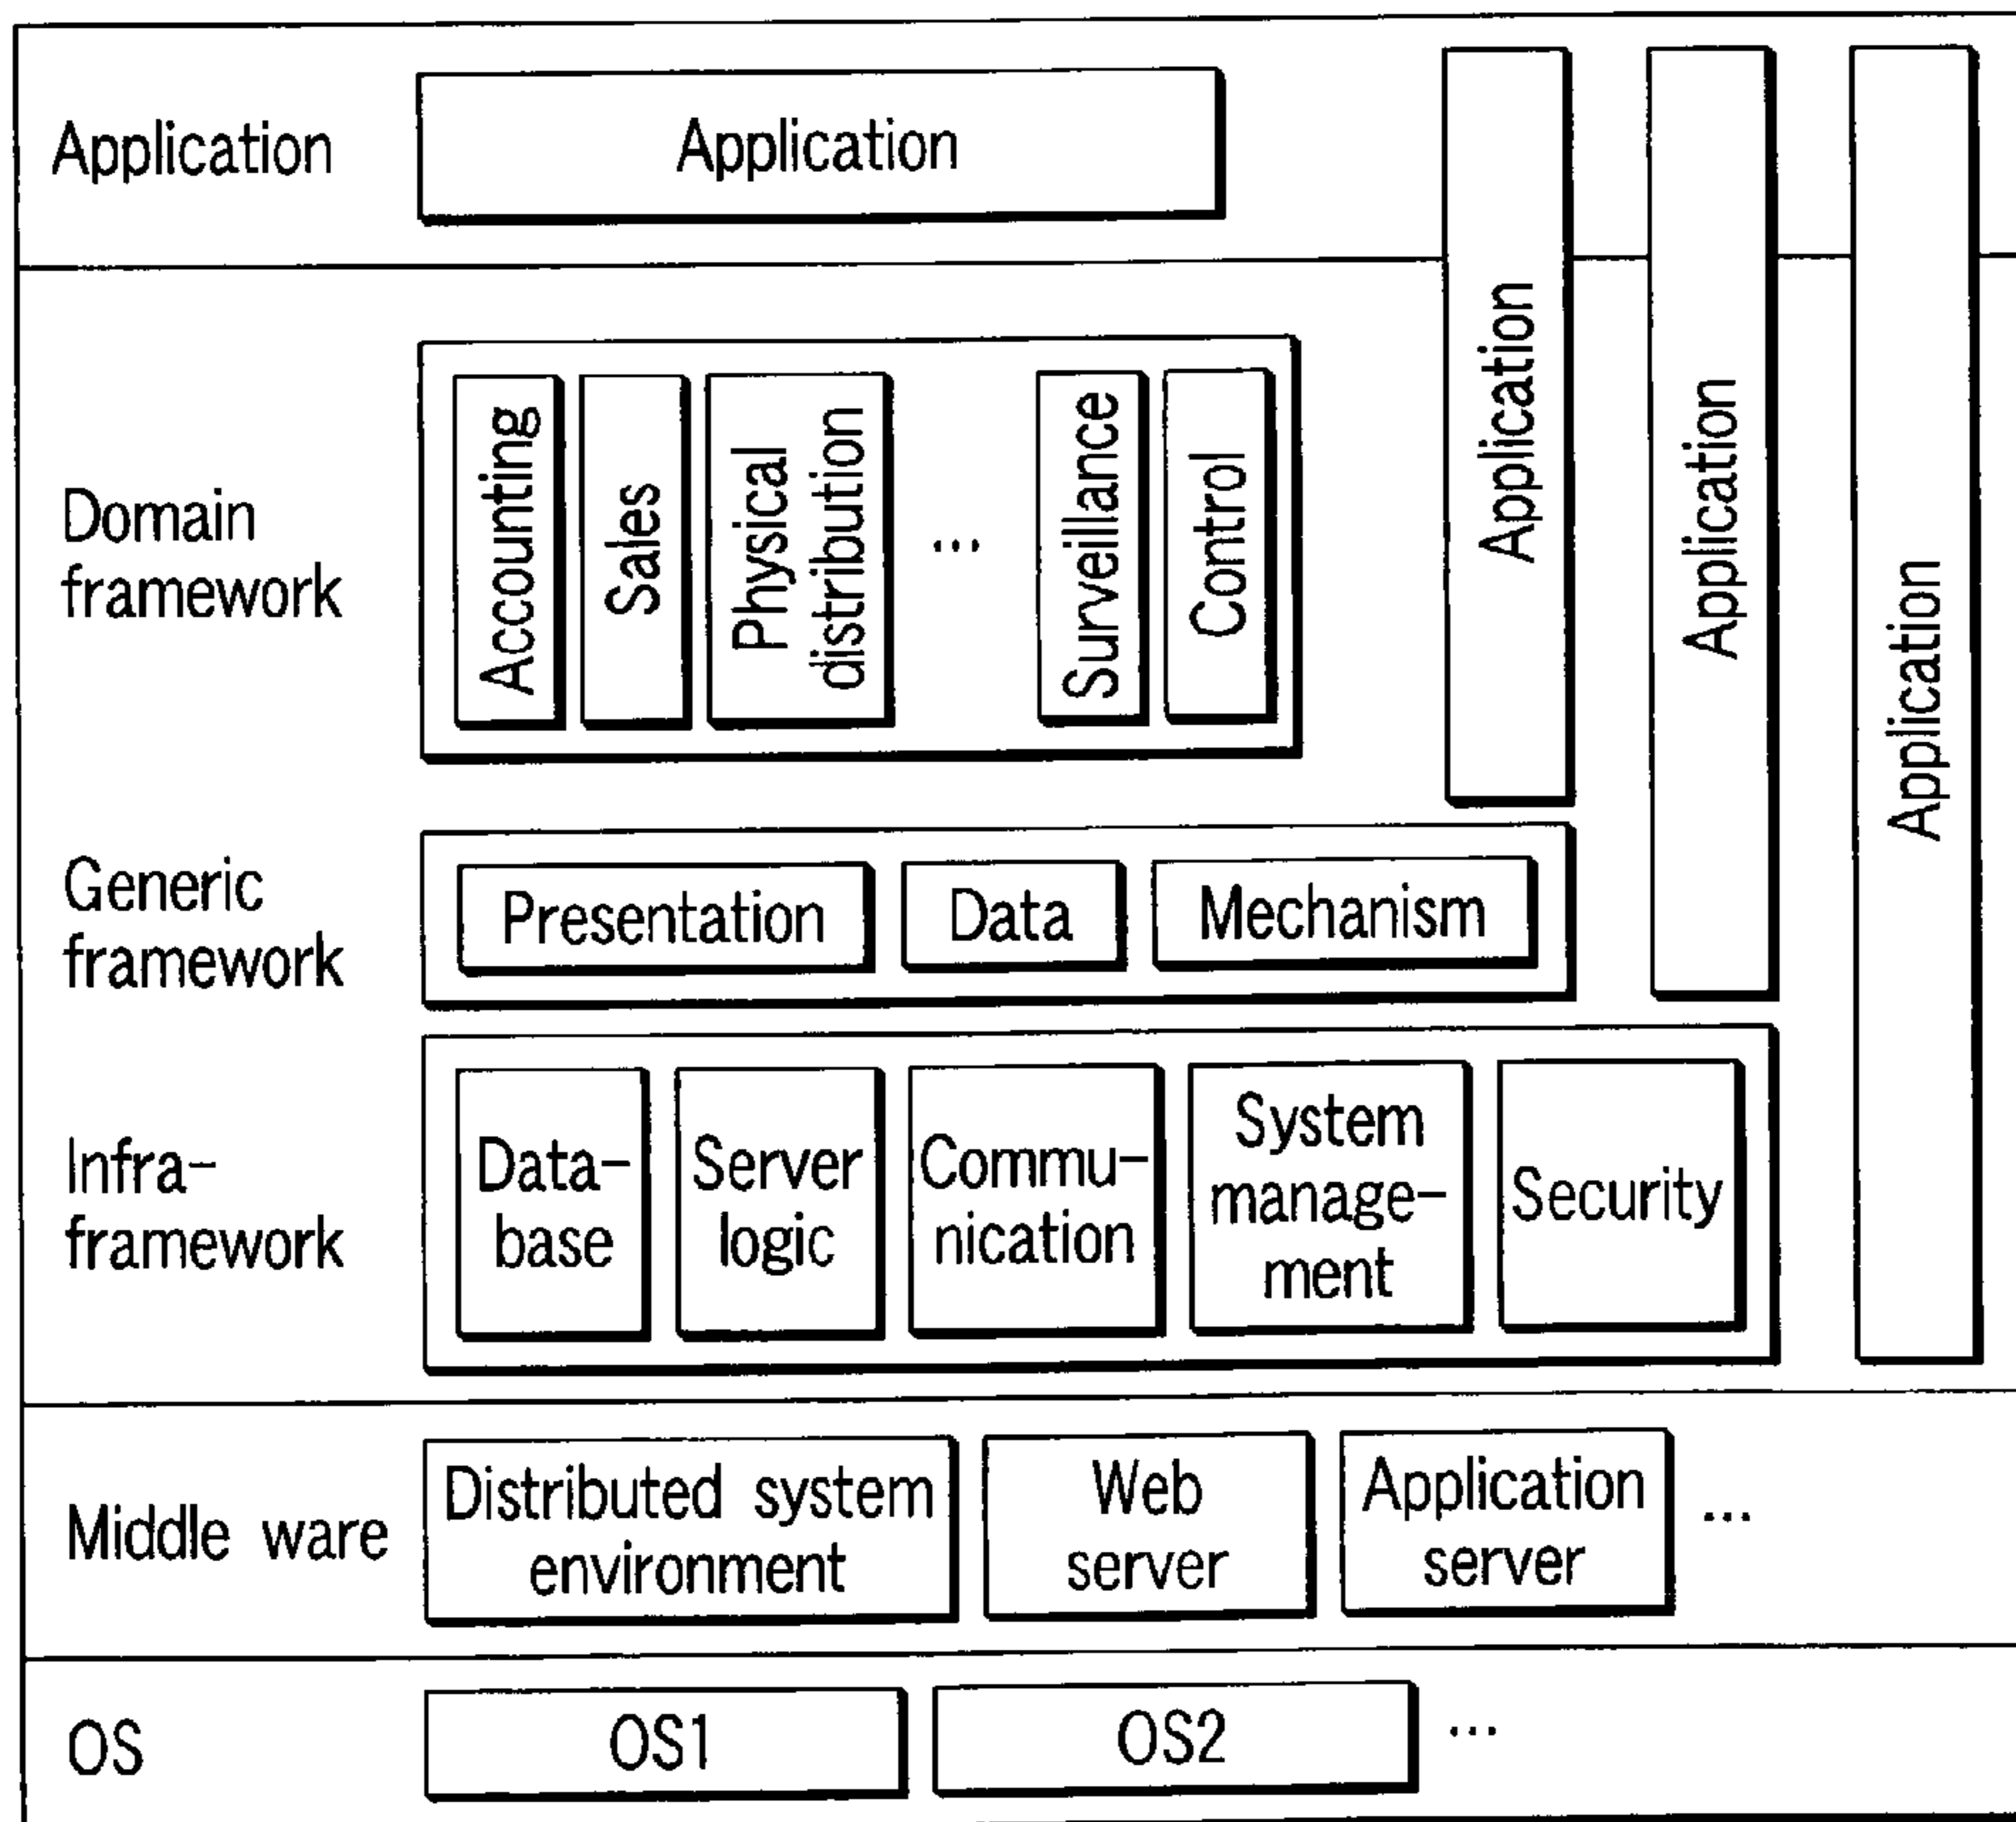 Application
Application
Application
Application
Application
Domain
framework
Accounting
Sales
Physical
distribution
...
Surveillance
Control
Generic
framework
Presentation
Data
Mechanism
Infra-
framework
Data-
base
Server
logic
Commu-
nication
System
manage-
ment
Security
Middle ware
Distributed system
environment
Web
server
Application
server
...
OS
OS1
OS2
...